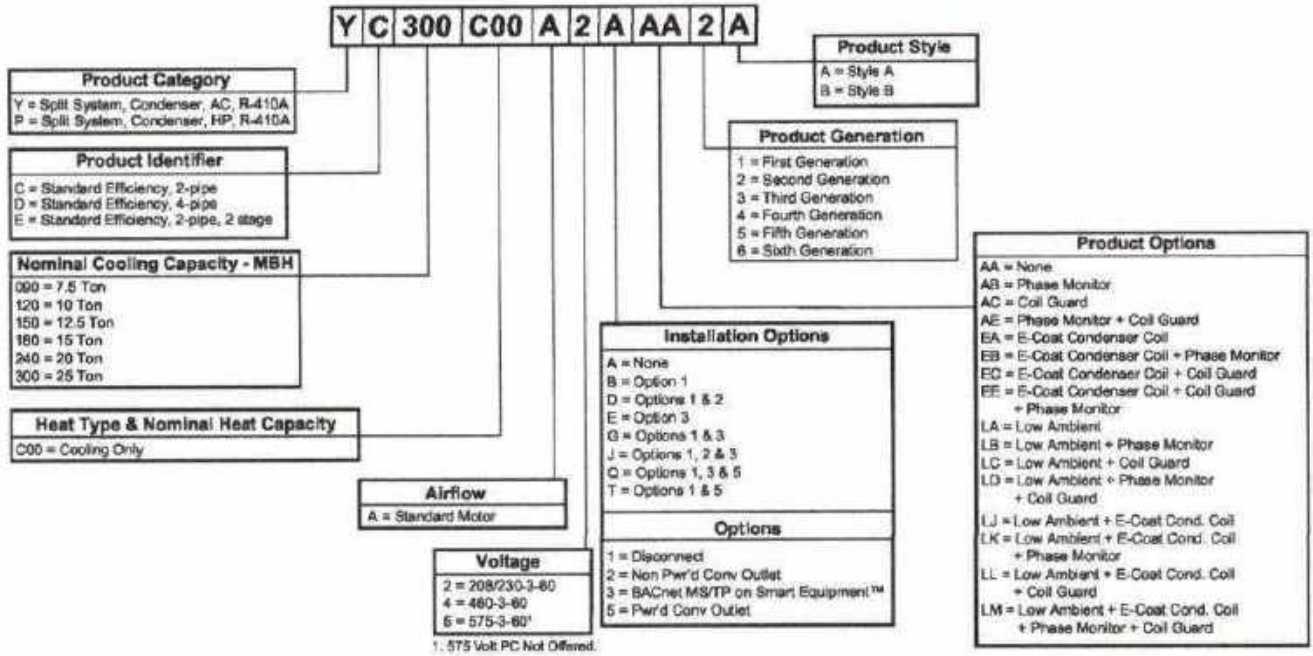 Y C 300 C00 A 2 A AA 2 A
Product Category
Y = Split System, Condenser, AC, R-410A
P = Split System, Condenser, HP, R-410A
Product Identifier
C = Standard Efficiency, 2-pipe
D = Standard Efficiency, 4-pipe
E = Standard Efficiency, 2-pipe, 2 stage
Nominal Cooling Capacity - MBH
090 = 7.5 Ton
120 = 10 Ton
150 = 12.5 Ton
180 = 15 Ton
240 = 20 Ton
300 = 25 Ton
Heat Type & Nominal Heat Capacity
C00 = Cooling Only
Airflow
A = Standard Motor
Voltage
2 = 208/230-3-60
4 = 460-3-60
5 = 575-3-60¹
1. 575 Volt PC Not Offered.
Installation Options
A = None
B = Option 1
D = Options 1 & 2
E = Option 3
G = Options 1 & 3
J = Options 1, 2 & 3
Q = Options 1, 3 & 5
T = Options 1 & 5
Options
1 = Disconnect
2 = Non Pwr'd Conv Outlet
3 = BACnet MS/TP on Smart Equipment™
5 = Pwr'd Conv Outlet
Product Options
AA = None
AB = Phase Monitor
AC = Coil Guard
AE = Phase Monitor + Coil Guard
EA = E-Coat Condenser Coil
EB = E-Coat Condenser Coil + Phase Monitor
EC = E-Coat Condenser Coil + Coil Guard
EE = E-Coat Condenser Coil + Coil Guard
+ Phase Monitor
LA = Low Ambient
LB = Low Ambient + Phase Monitor
LC = Low Ambient + Coil Guard
LD = Low Ambient + Phase Monitor
+ Coil Guard
LJ = Low Ambient + E-Coat Cond. Coil
LK = Low Ambient + E-Coat Cond. Coil
+ Phase Monitor
LL = Low Ambient + E-Coat Cond. Coil
+ Coil Guard
LM = Low Ambient + E-Coat Cond. Coil
+ Phase Monitor + Coil Guard
Product Generation
1 = First Generation
2 = Second Generation
3 = Third Generation
4 = Fourth Generation
5 = Fifth Generation
6 = Sixth Generation
Product Style
A = Style A
B = Style B